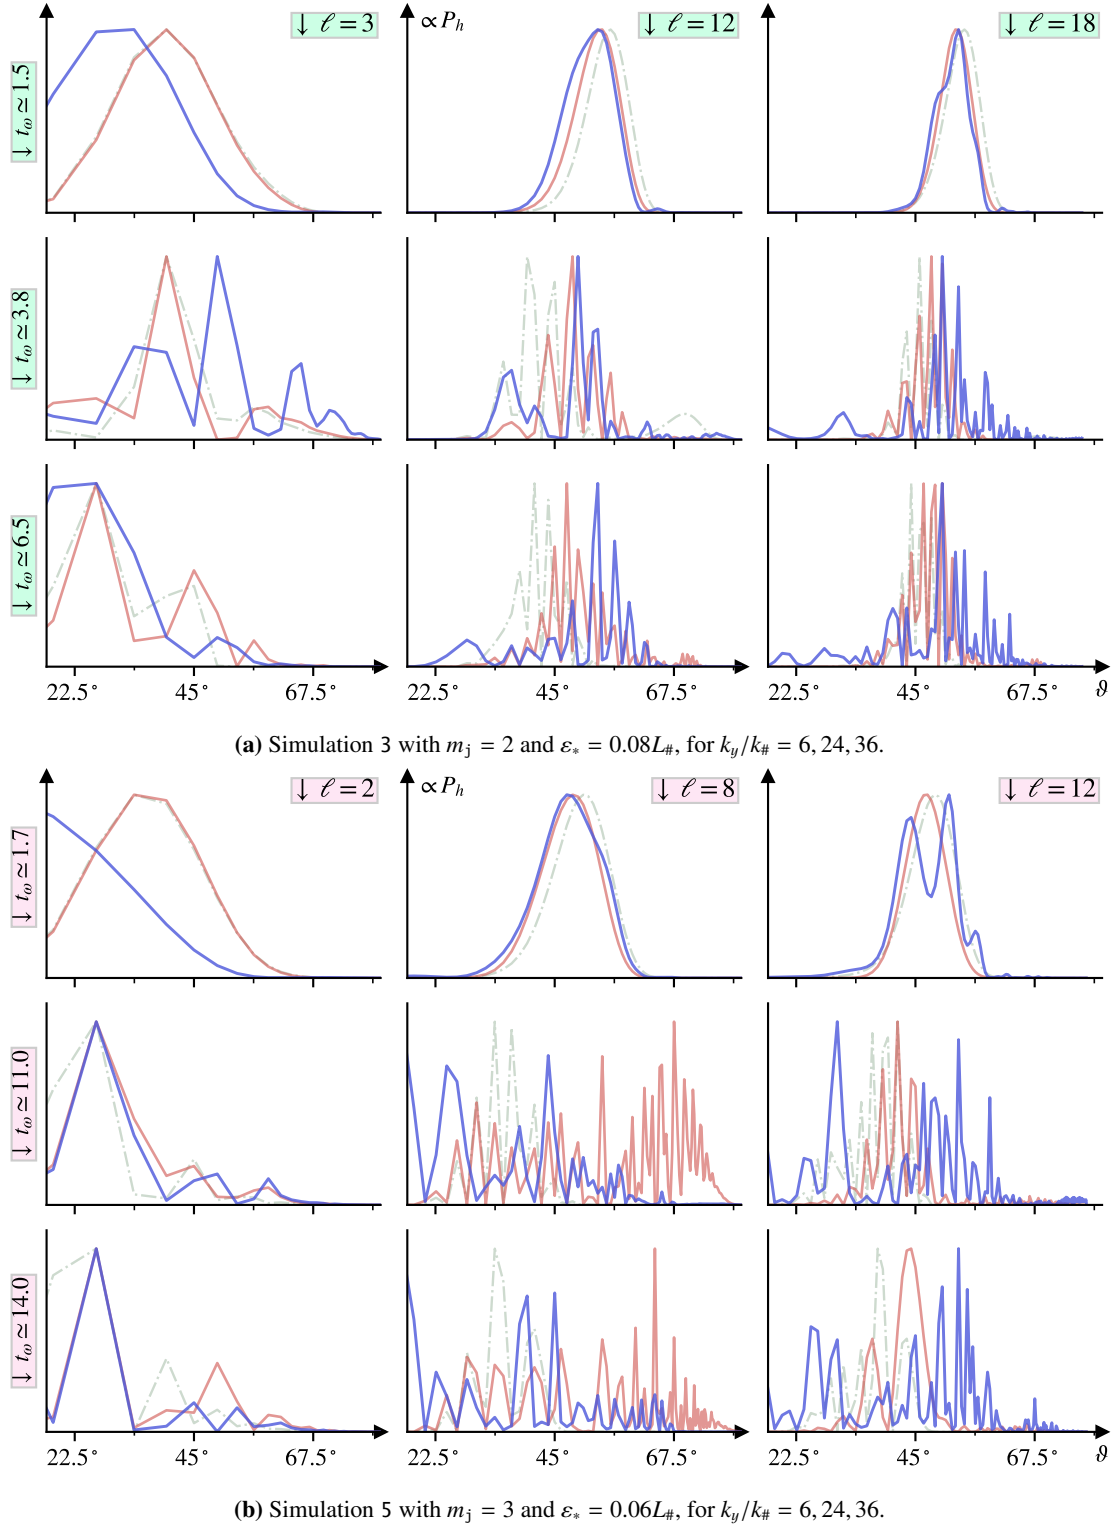 ∝ P_h
↓ ℓ = 3
↓ ℓ = 12
↓ ℓ = 18
↓ t_ω ≃ 1.5
↓ t_ω ≃ 3.8
↓ t_ω ≃ 6.5
22.5° 45° 67.5° 22.5° 45° 67.5° 22.5° 45° 67.5° ϑ
(a) Simulation 3 with m_j = 2 and ε_* = 0.08L_#, for k_y/k_# = 6, 24, 36.
∝ P_h
↓ ℓ = 2
↓ ℓ = 8
↓ ℓ = 12
↓ t_ω ≃ 1.7
↓ t_ω ≃ 11.0
↓ t_ω ≃ 14.0
22.5° 45° 67.5° 22.5° 45° 67.5° 22.5° 45° 67.5° ϑ
(b) Simulation 5 with m_j = 3 and ε_* = 0.06L_#, for k_y/k_# = 6, 24, 36.